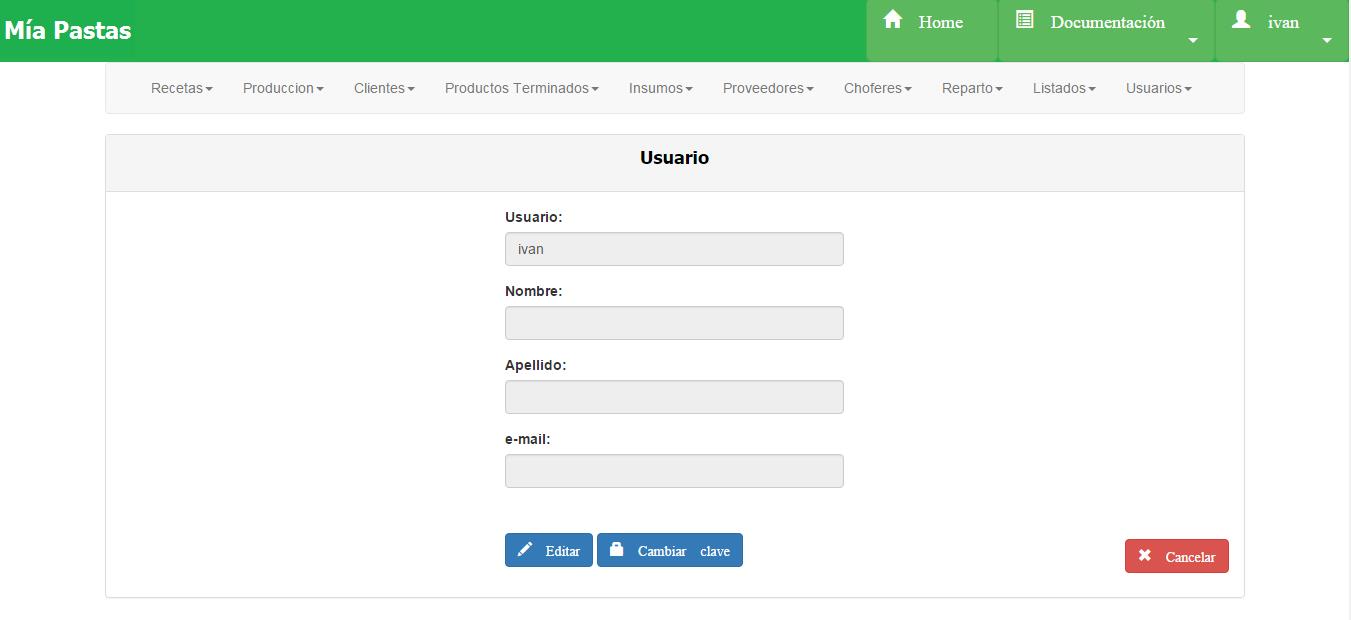 Mía Pastas Home Documentación ivan
Recetas Produccion Clientes Productos Terminados Insumos Proveedores Choferes Reparto Listados Usuarios
Usuario
Usuario:
ivan
Nombre:
Apellido:
e-mail:
Editar Cambiar clave Cancelar